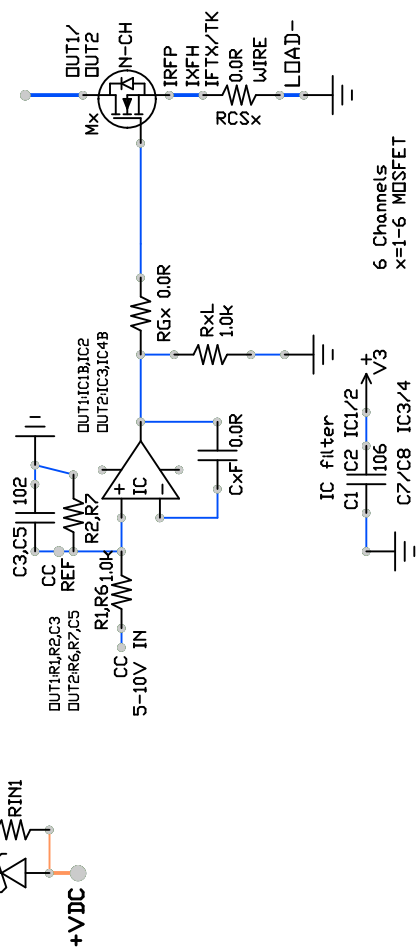 OUT1/
OUT2
N-CH
Mx
IRFP
IXFH
IFTX/TK
0.0R
WIRE
RCSx
LOAD-
6 Channels
x=1-6 MOSFET
RGx 0.0R
RxL
1.0k
OUT1:IC1B,IC2
OUT2:IC3,IC4B
IC
+
-
CxF
0.0R
C3,C5
102
R2,R7
CC
REF
R1,R6
1.0k
OUT1:R1,R2,C3
OUT2:R6,R7,C5
CC
5-10V IN
IC filter
C1 C2 IC1/2
106
C7/C8 IC3/4
+
V3
RIN1
+VDC